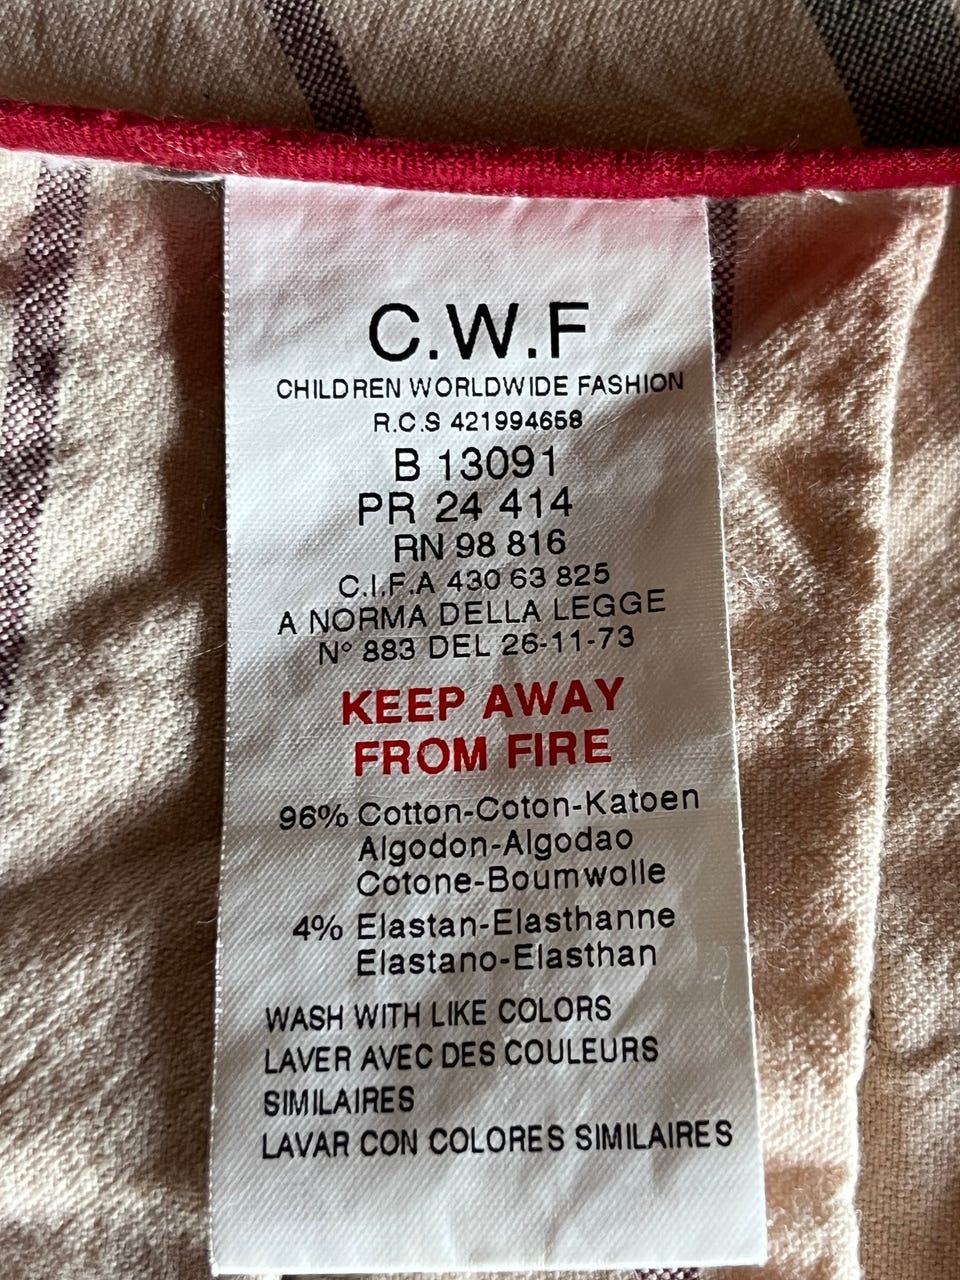 C.W.F
CHILDREN WORLDWIDE FASHION
R.C.S 421994658
B 13091
PR 24 414
RN 98 816
C.I.F.A 430 63 825
A NORMA DELLA LEGGE
N° 883 DEL 26-11-73
KEEP AWAY
FROM FIRE
96% Cotton-Coton-Katoen
Algodon-Algodao
Cotone-Boumwolle
4% Elastan-Elasthanne
Elastano-Elasthan
WASH WITH LIKE COLORS
LAVER AVEC DES COULEURS
SIMILAIRES
LAVAR CON COLORES SIMILAIRES